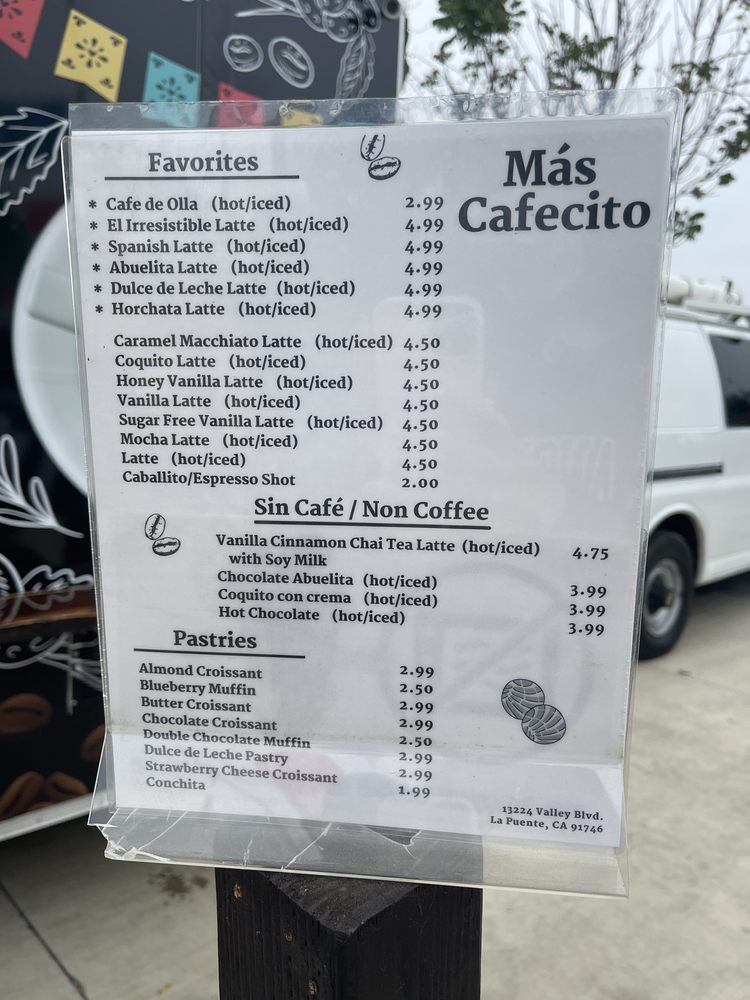 Más
Cafecito
Favorites
* Cafe de Olla (hot/iced) 2.99
* El Irresistible Latte (hot/iced) 4.99
* Spanish Latte (hot/iced) 4.99
* Abuelita Latte (hot/iced) 4.99
* Dulce de Leche Latte (hot/iced) 4.99
* Horchata Latte (hot/iced) 4.99
Caramel Macchiato Latte (hot/iced) 4.50
Coquito Latte (hot/iced) 4.50
Honey Vanilla Latte (hot/iced) 4.50
Vanilla Latte (hot/iced) 4.50
Sugar Free Vanilla Latte (hot/iced) 4.50
Mocha Latte (hot/iced) 4.50
Latte (hot/iced) 4.50
Caballito/Espresso Shot 2.00
Sin Café / Non Coffee
Vanilla Cinnamon Chai Tea Latte (hot/iced) 4.75
with Soy Milk
Chocolate Abuelita (hot/iced) 3.99
Coquito con crema (hot/iced) 3.99
Hot Chocolate (hot/iced) 3.99
Pastries
Almond Croissant 2.99
Blueberry Muffin 2.50
Butter Croissant 2.99
Chocolate Croissant 2.99
Double Chocolate Muffin 2.50
Dulce de Leche Pastry 2.99
Strawberry Cheese Croissant 2.99
Conchita 1.99
13224 Valley Blvd.
La Puente, CA 91746